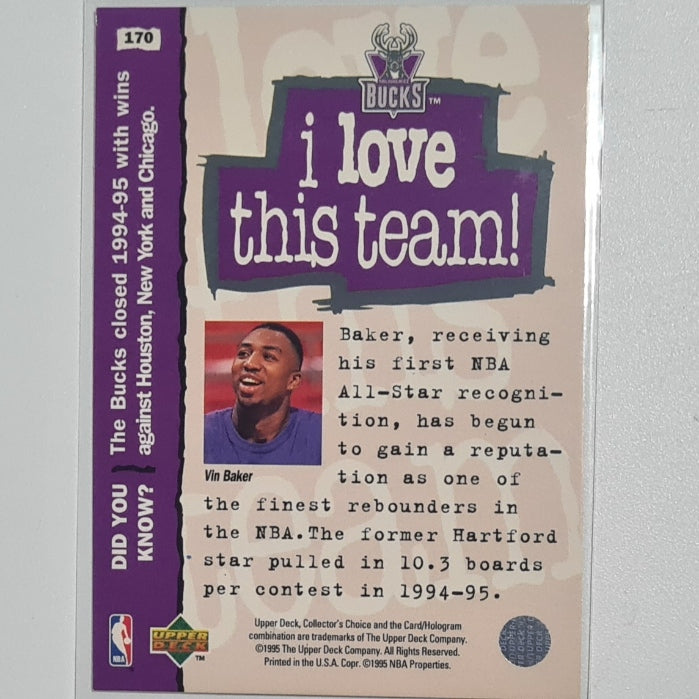 170
DID YOU KNOW?
The Bucks closed 1994-95 with wins
against Houston, New York and Chicago.
BUCKS™
i love
this team!
Vin Baker
Baker, receiving
his first NBA
All-Star recogni-
tion, has begun
to gain a reputa-
tion as one of
the finest rebounders in
the NBA.The former Hartford
star pulled in 10.3 boards
per contest in 1994-95.
NBA
UPPER
DECK™
Upper Deck, Collector's Choice and the Card/Hologram
combination are trademarks of The Upper Deck Company.
©1995 The Upper Deck Company. All Rights Reserved.
Printed in the U.S.A. Copr. ©1995 NBA Properties.